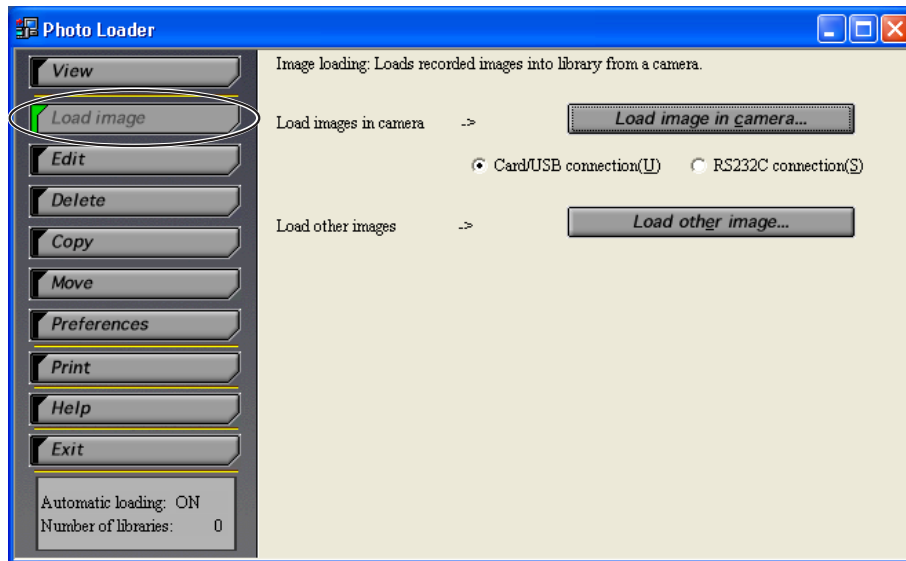 Photo Loader
View
Load image
Edit
Delete
Copy
Move
Preferences
Print
Help
Exit
Automatic loading: ON
Number of libraries: 0
Image loading: Loads recorded images into library from a camera.
Load images in camera -> Load image in camera...
Card/USB connection(U) RS232C connection(S)
Load other images -> Load other image...